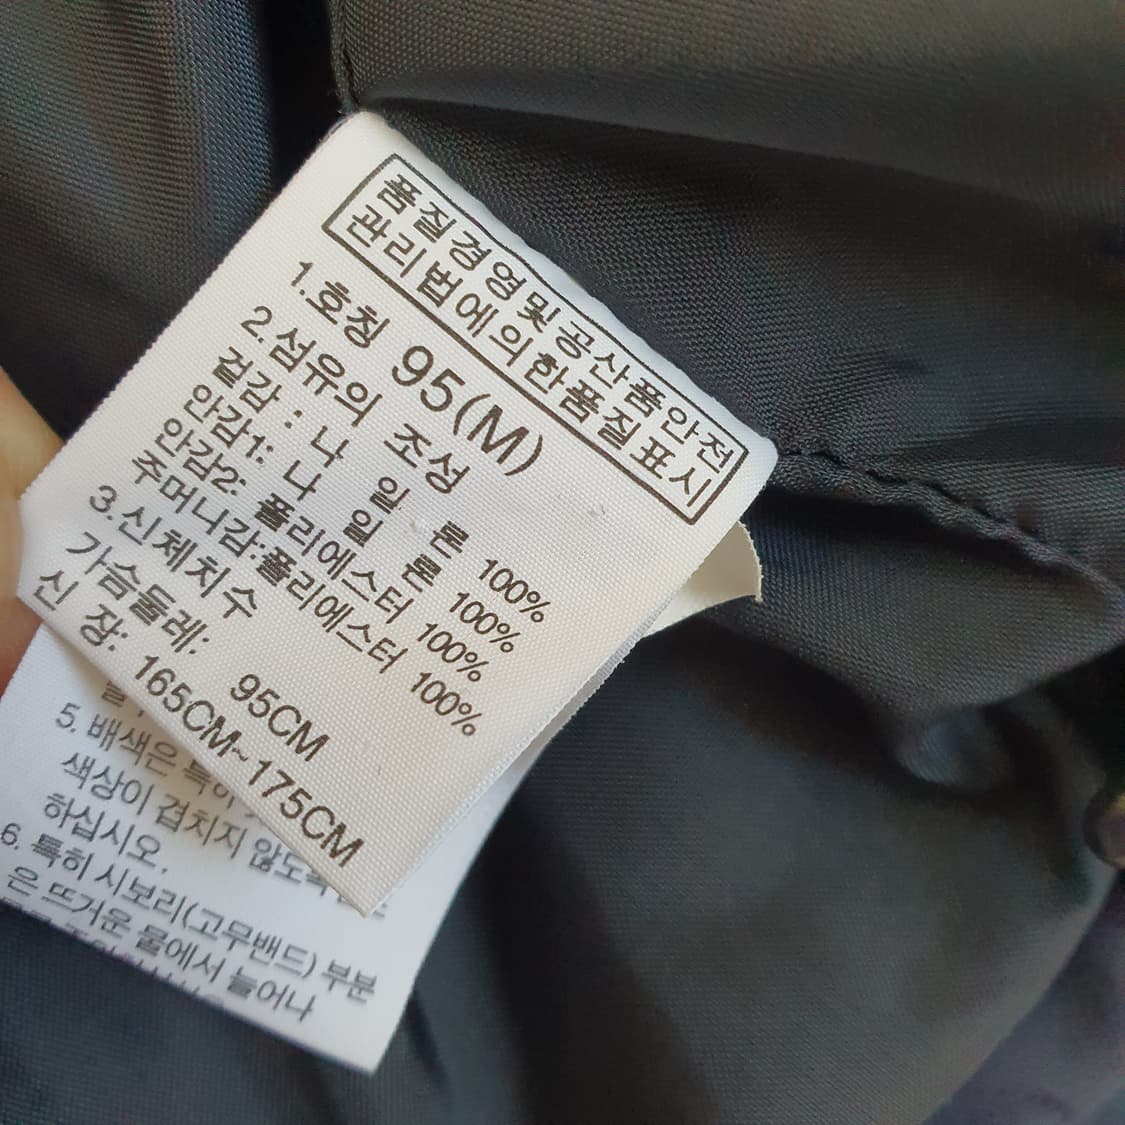 품질경영및공산품안전
관리법에의한품질표시
1.호칭 95(M)
2.섬유의 조성
겉감 : 나 일 론 100%
안감1: 나 일 론 100%
안감2: 폴리에스터 100%
주머니감:폴리에스터 100%
3.신체치수
가슴둘레: 95CM
신 장: 165CM~175CM
5. 배색은 특히
색상이 겹치지 않도록
하십시오.
6. 특히 시보리(고무밴드) 부분
은 뜨거운 물에서 늘어나